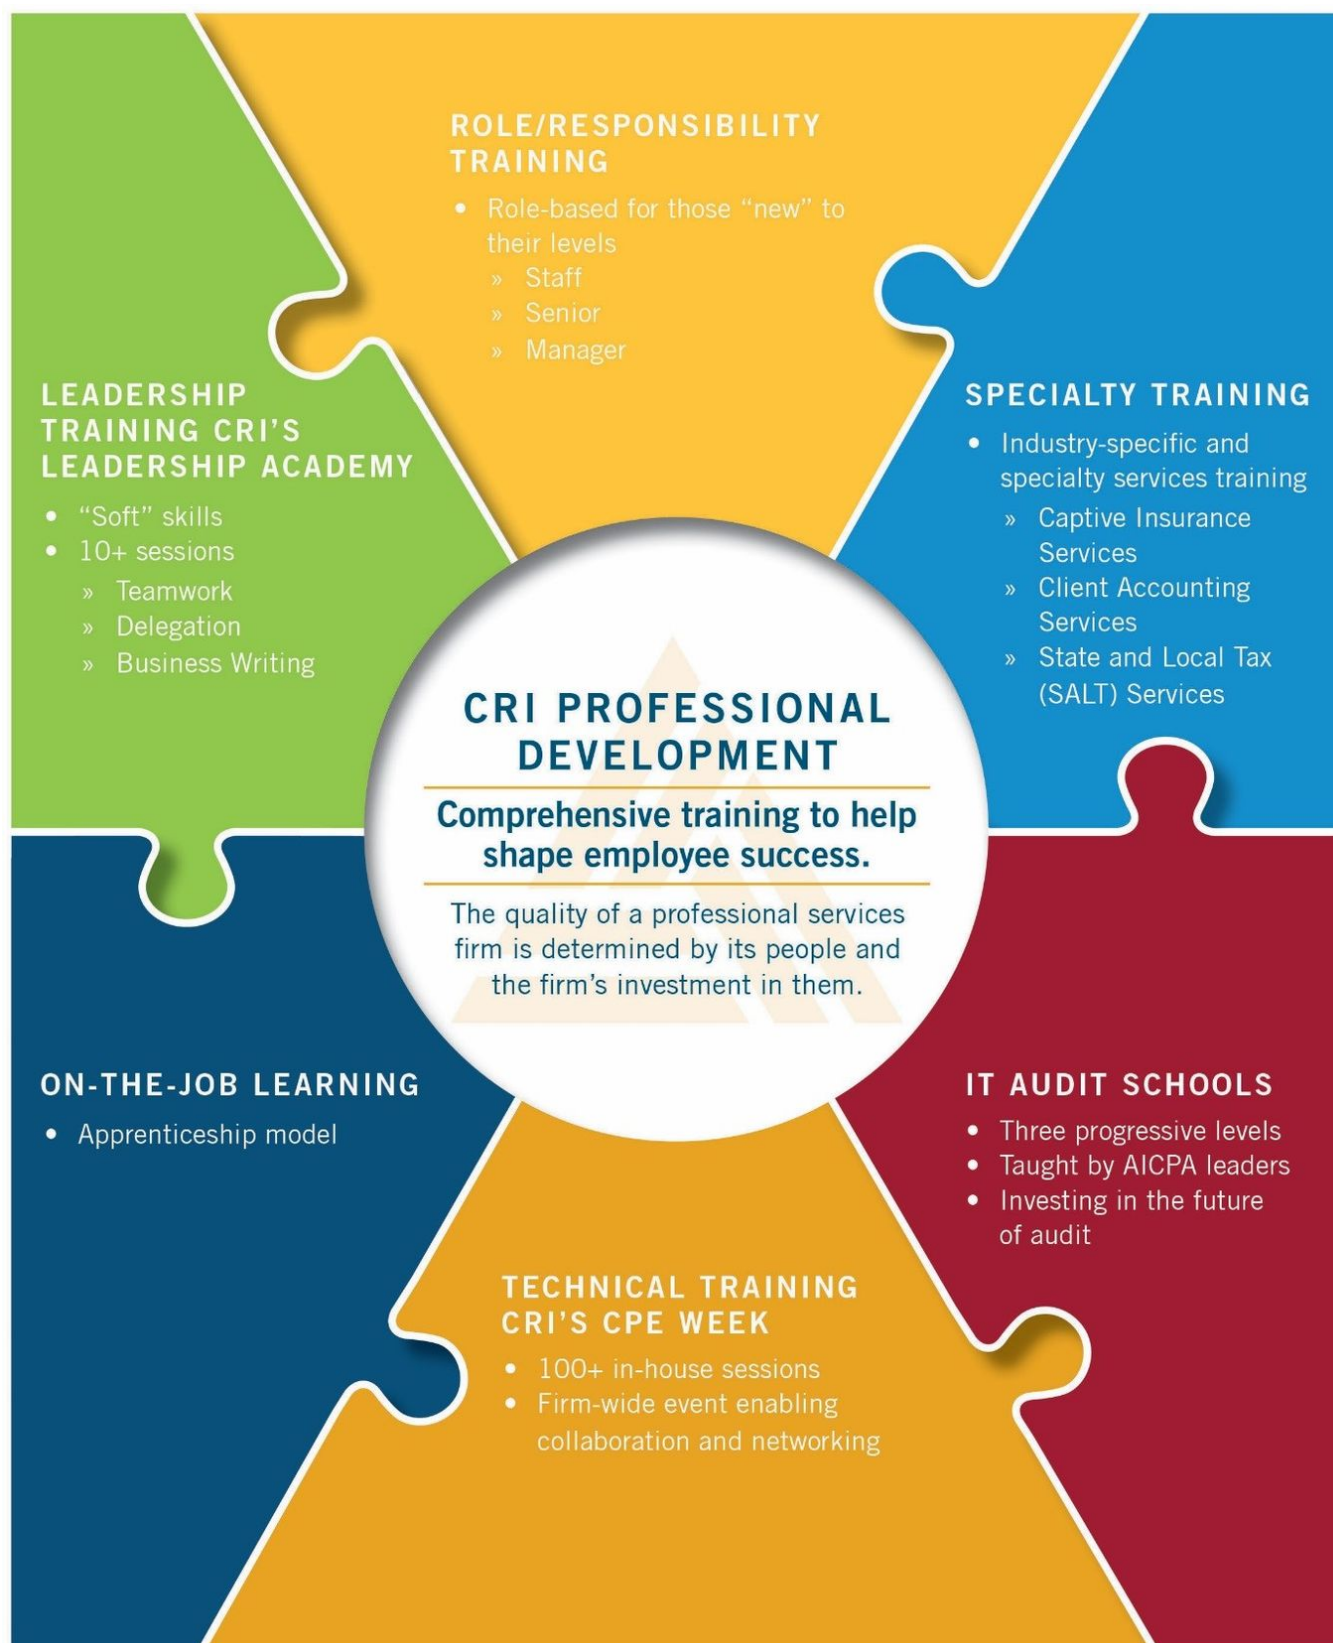 ROLE/RESPONSIBILITY
TRAINING
• Role-based for those “new” to
their levels
» Staff
» Senior
» Manager
LEADERSHIP
TRAINING CRI’S
LEADERSHIP ACADEMY
• “Soft” skills
• 10+ sessions
» Teamwork
» Delegation
» Business Writing
SPECIALTY TRAINING
• Industry-specific and
specialty services training
» Captive Insurance
Services
» Client Accounting
Services
» State and Local Tax
(SALT) Services
CRI PROFESSIONAL
DEVELOPMENT
Comprehensive training to help
shape employee success.
The quality of a professional services
firm is determined by its people and
the firm’s investment in them.
ON-THE-JOB LEARNING
• Apprenticeship model
IT AUDIT SCHOOLS
• Three progressive levels
• Taught by AICPA leaders
• Investing in the future
of audit
TECHNICAL TRAINING
CRI’S CPE WEEK
• 100+ in-house sessions
• Firm-wide event enabling
collaboration and networking